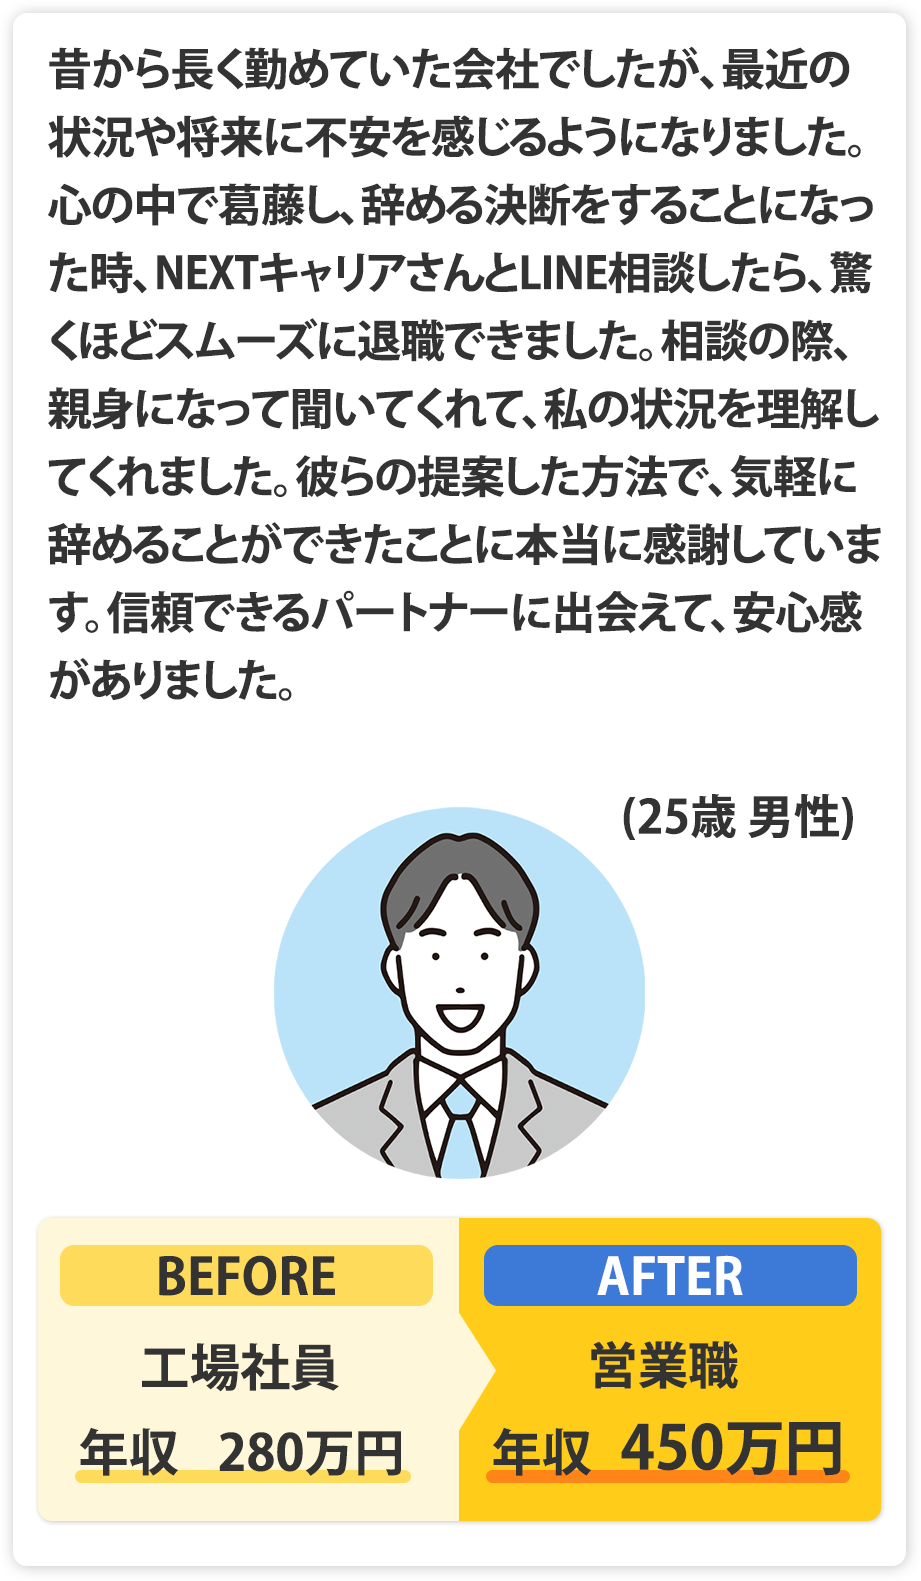 昔から長く勤めていた会社でしたが、最近の
状況や将来に不安を感じるようになりました。
心の中で葛藤し、辞める決断をすることになっ
た時、NEXTキャリアさんとLINE相談したら、驚
くほどスムーズに退職できました。相談の際、
親身になって聞いてくれて、私の状況を理解し
てくれました。彼らの提案した方法で、気軽に
辞めることができたことに本当に感謝していま
す。信頼できるパートナーに出会えて、安心感
がありました。
(25歳 男性)
BEFORE
工場社員
年収 280万円
AFTER
営業職
年収 450万円